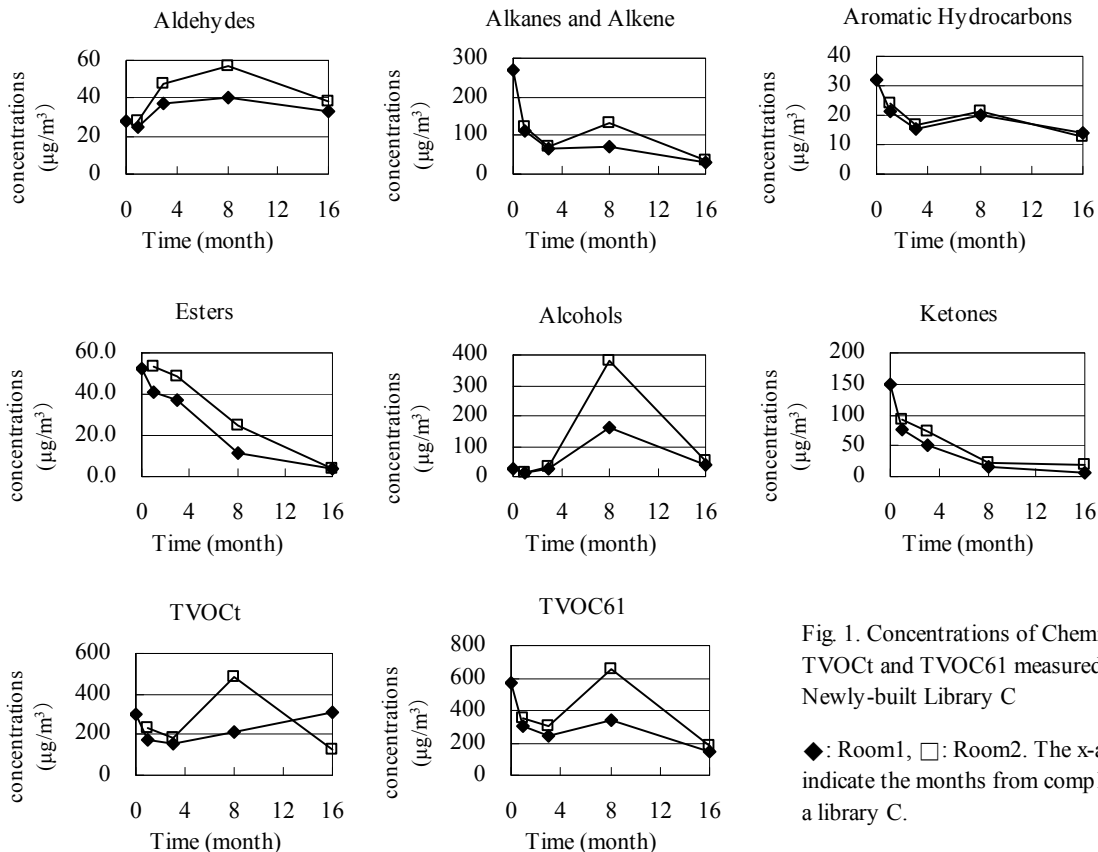 Aldehydes
concentrations
(μg/m³)
60
40
20
0
0 4 8 12 16
Time (month)
Alkanes and Alkene
concentrations
(μg/m³)
300
200
100
0
0 4 8 12 16
Time (month)
Aromatic Hydrocarbons
concentrations
(μg/m³)
40
30
20
10
0
0 4 8 12 16
Time (month)
Esters
concentrations
(μg/m³)
60.0
40.0
20.0
0.0
0 4 8 12 16
Time (month)
Alcohols
concentrations
(μg/m³)
400
300
200
100
0
0 4 8 12 16
Time (month)
Ketones
concentrations
(μg/m³)
200
150
100
50
0
0 4 8 12 16
Time (month)
TVOCt
concentrations
(μg/m³)
600
400
200
0
0 4 8 12 16
Time (month)
TVOC61
concentrations
(μg/m³)
800
600
400
200
0
0 4 8 12 16
Time (month)
Fig. 1. Concentrations of Chem
TVOCt and TVOC61 measured
Newly-built Library C
◆: Room1, □: Room2. The x-a
indicate the months from comp
a library C.